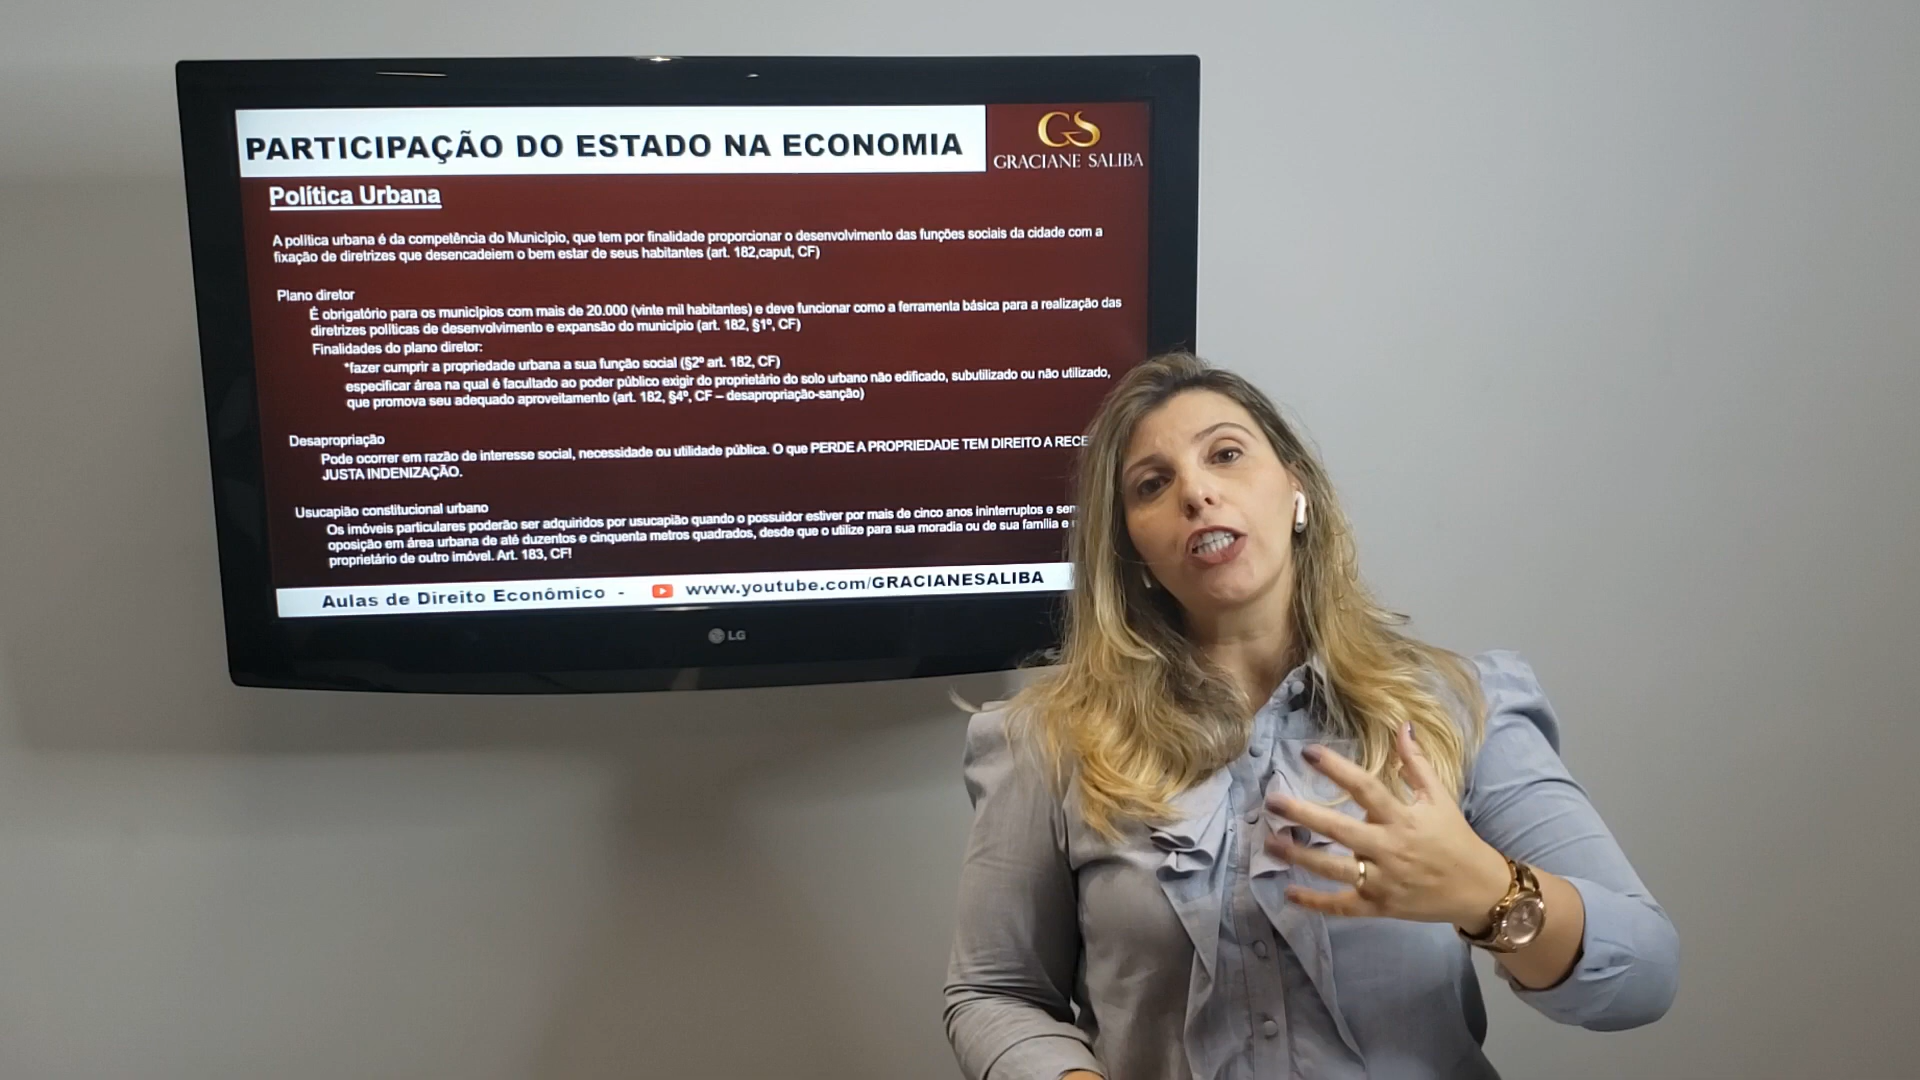 PARTICIPAÇÃO DO ESTADO NA ECONOMIA
GS
GRACIANE SALIBA
Política Urbana
A política urbana é da competência do Município, que tem por finalidade proporcionar o desenvolvimento das funções sociais da cidade com a
fixação de diretrizes que desencadeiem o bem estar de seus habitantes (art. 182,caput, CF)
Plano diretor
É obrigatório para os municípios com mais de 20.000 (vinte mil habitantes) e deve funcionar como a ferramenta básica para a realização das
diretrizes políticas de desenvolvimento e expansão do município (art. 182, §1º, CF)
Finalidades do plano diretor:
*fazer cumprir a propriedade urbana a sua função social (§2º art. 182, CF)
especificar área na qual é facultado ao poder público exigir do proprietário do solo urbano não edificado, subutilizado ou não utilizado,
que promova seu adequado aproveitamento (art. 182, §4º, CF – desapropriação-sanção)
Desapropriação
Pode ocorrer em razão de interesse social, necessidade ou utilidade pública. O que PERDE A PROPRIEDADE TEM DIREITO A RECE
JUSTA INDENIZAÇÃO.
Usucapião constitucional urbano
Os imóveis particulares poderão ser adquiridos por usucapião quando o possuidor estiver por mais de cinco anos ininterruptos e sem
oposição em área urbana de até duzentos e cinquenta metros quadrados, desde que o utilize para sua moradia ou de sua família e
proprietário de outro imóvel. Art. 183, CF!
Aulas de Direito Econômico - www.youtube.com/GRACIANESALIBA
LG